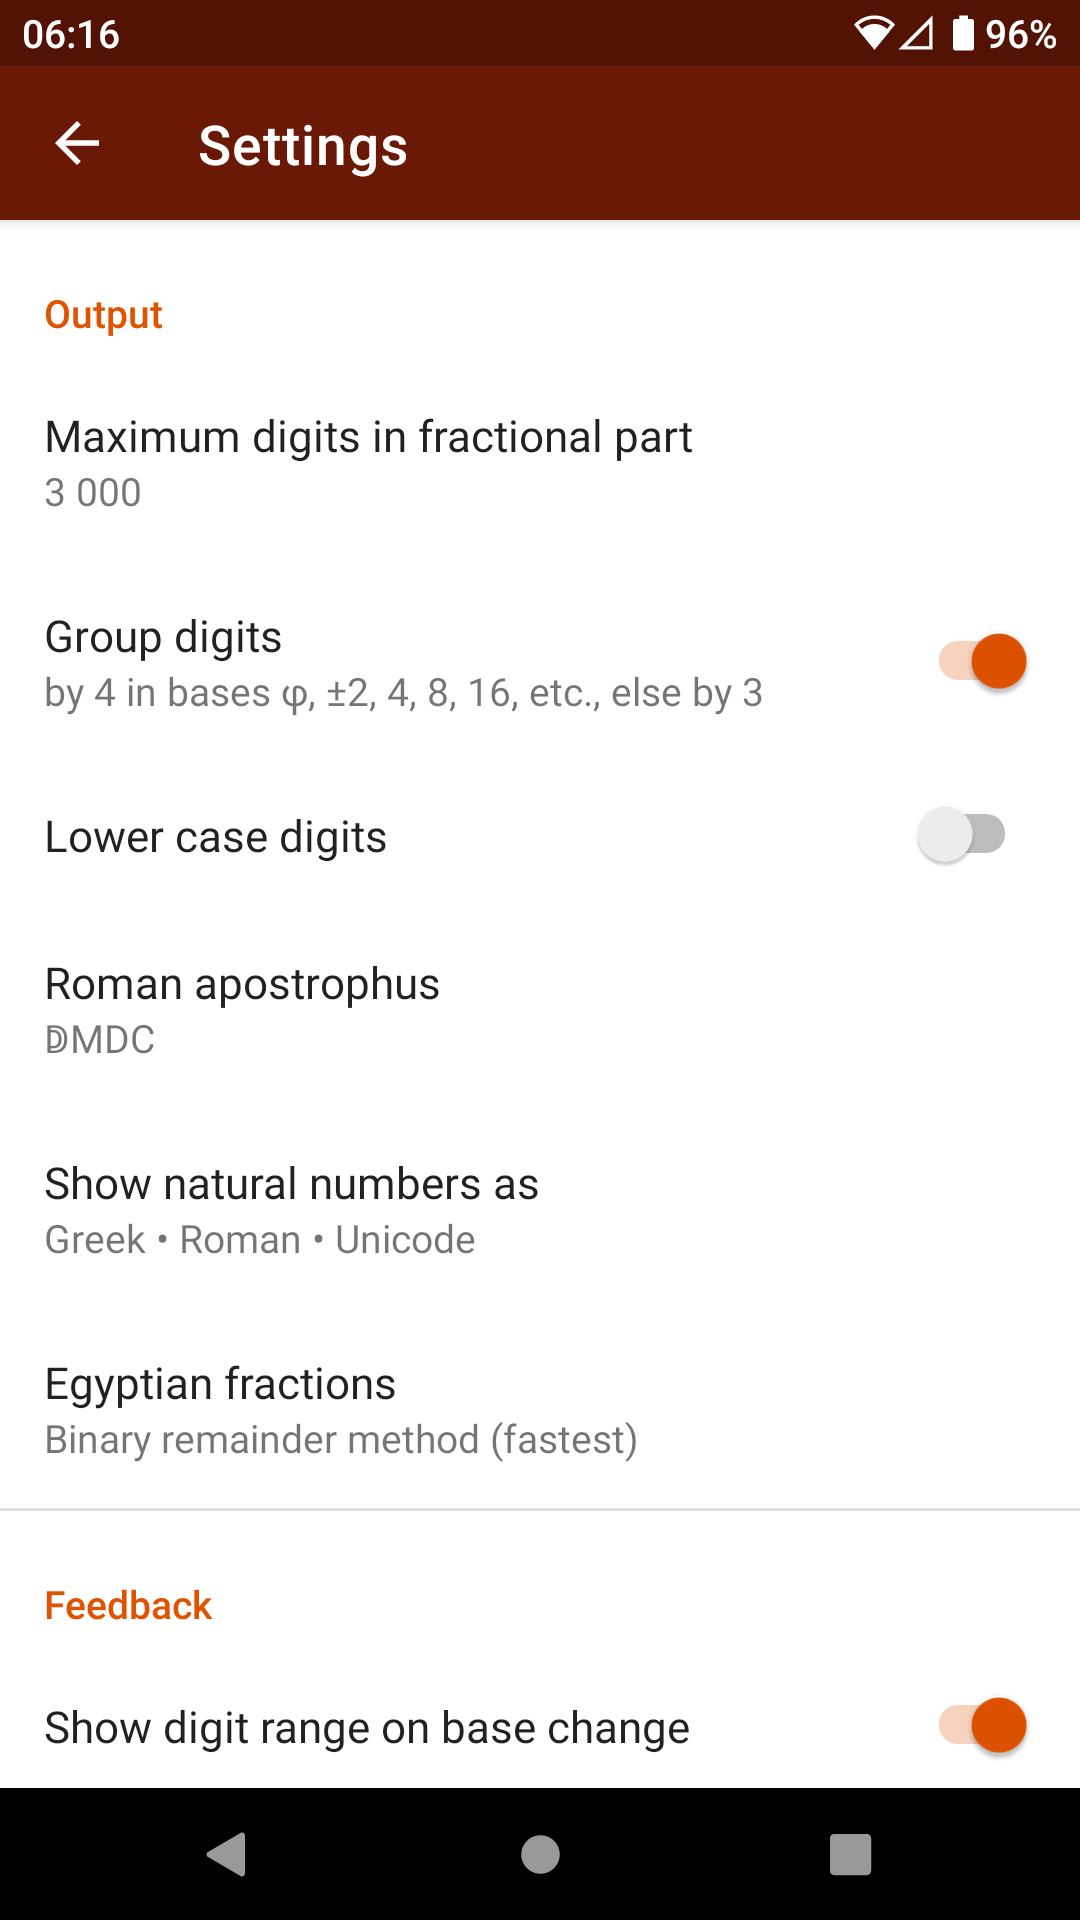 06:16
96%
Settings
Output
Maximum digits in fractional part
3 000
Group digits
by 4 in bases φ, ±2, 4, 8, 16, etc., else by 3
Lower case digits
Roman apostrophus
ↁMDC
Show natural numbers as
Greek • Roman • Unicode
Egyptian fractions
Binary remainder method (fastest)
Feedback
Show digit range on base change